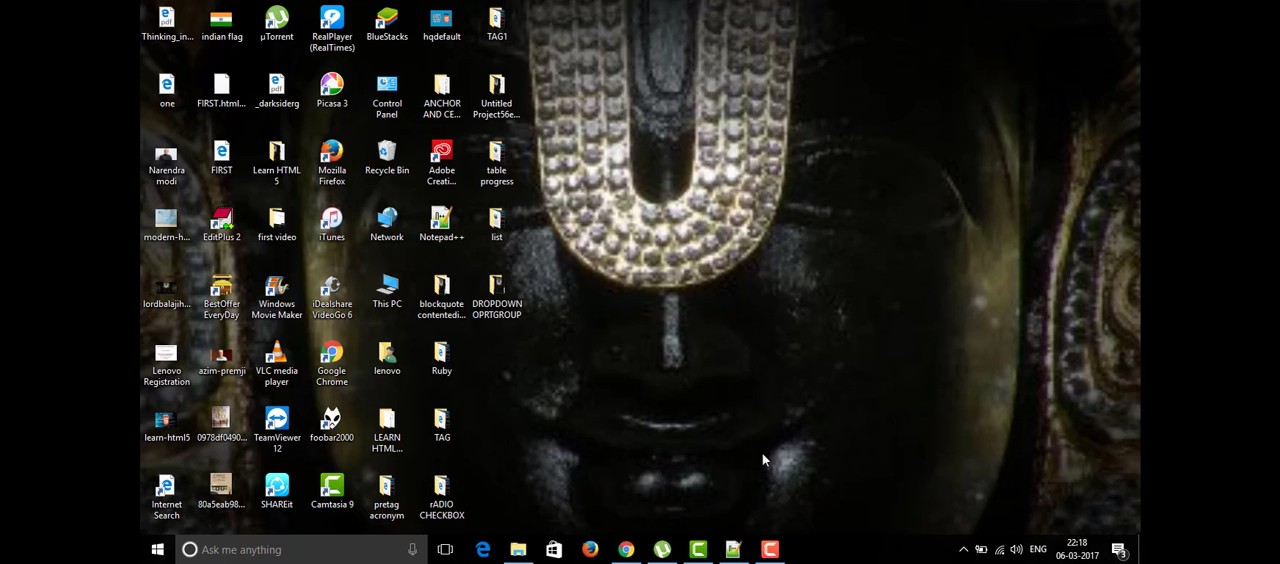 Thinking_in...
indian flag
µTorrent
RealPlayer
(RealTimes)
BlueStacks
hqdefault
TAG1
one
FIRST.html...
_darksiderg
Picasa 3
Control
Panel
ANCHOR
AND CE...
Untitled
Project56e...
Narendra
modi
FIRST
Learn HTML
5
Mozilla
Firefox
Recycle Bin
Adobe
Creati...
table
progress
modern-h...
EditPlus 2
first video
iTunes
Network
Notepad++
list
lordbalajih...
BestOffer
EveryDay
Windows
Movie Maker
iDealshare
VideoGo 6
This PC
blockquote
contentedi...
DROPDOWN
OPRTGROUP
Lenovo
Registration
azim-premji
VLC media
player
Google
Chrome
lenovo
Ruby
learn-html5
0978df0490...
TeamViewer
12
foobar2000
LEARN
HTML...
TAG
Internet
Search
80a5eab98...
SHAREit
Camtasia 9
pretag
acronym
rADIO
CHECKBOX
Ask me anything
ENG
22:18
06-03-2017
3